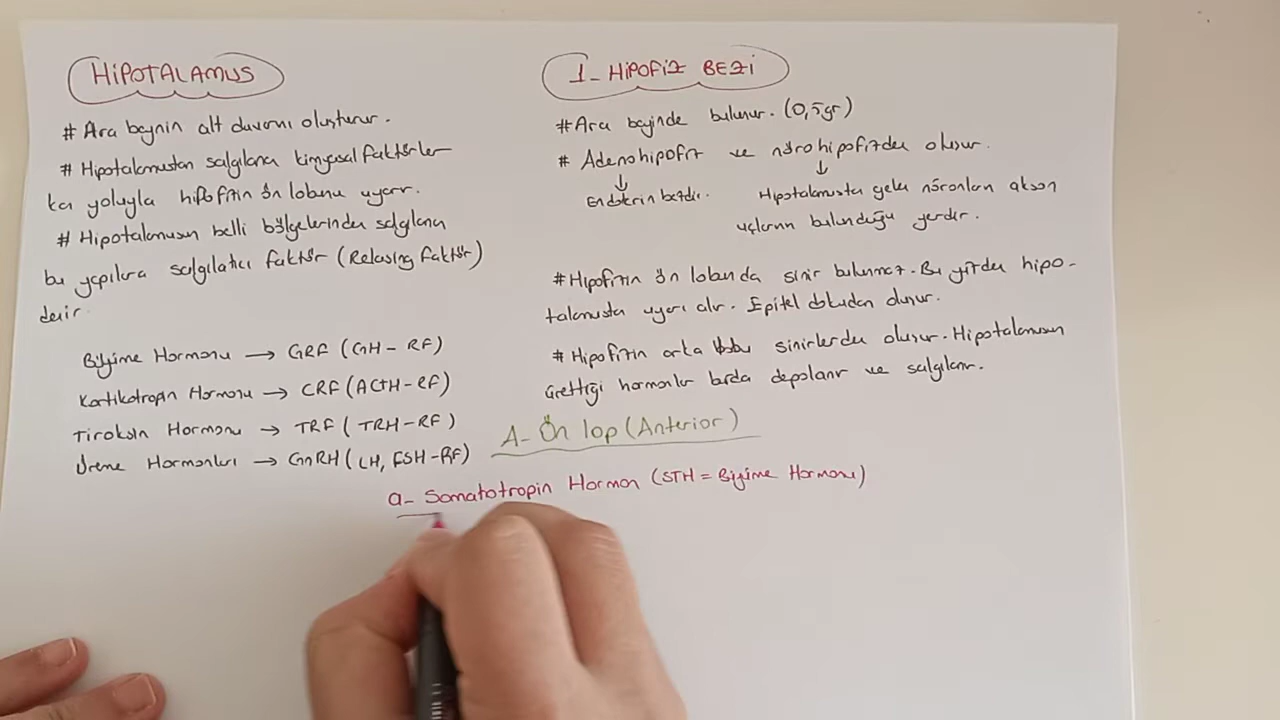 HİPOTALAMUS
# Ara beynin alt duvarını oluşturur.
# Hipotalamustan salgılanan kimyasal faktörler
kan yoluyla hipofizin ön lobunu uyarır.
# Hipotalamusun belli bölgelerinden salgılanan
bu yapılara salgılatıcı faktör (Relasing faktör)
denir.
Büyüme Hormonu → GRF (GH-RF)
Kortikotropin Hormonu → CRF (ACTH-RF)
Tiroksin Hormonu → TRF (TRH-RF)
Üreme Hormonları → GnRH (LH, FSH-RF)
1- HİPOFİZ BEZİ
# Ara beyinde bulunur. (0,5gr)
# Adenohipofiz ve nörohipofizden oluşur.
↓ ↓
Endokrin bezdir. Hipotalamustan gelen nöronların akson
uçlarının bulunduğu yerdir.
# Hipofizin ön lobunda sinir bulunmaz. Bu yüzden hipo-
talamustan uyarı alır. Epitel dokudan oluşur.
# Hipofizin arka lobu sinirlerden oluşur. Hipotalamusun
ürettiği hormonlar burda depolanır ve salgılanır.
A- Ön lop (Anterior)
a- Somatotropin Hormon (STH = Büyüme Hormonu)